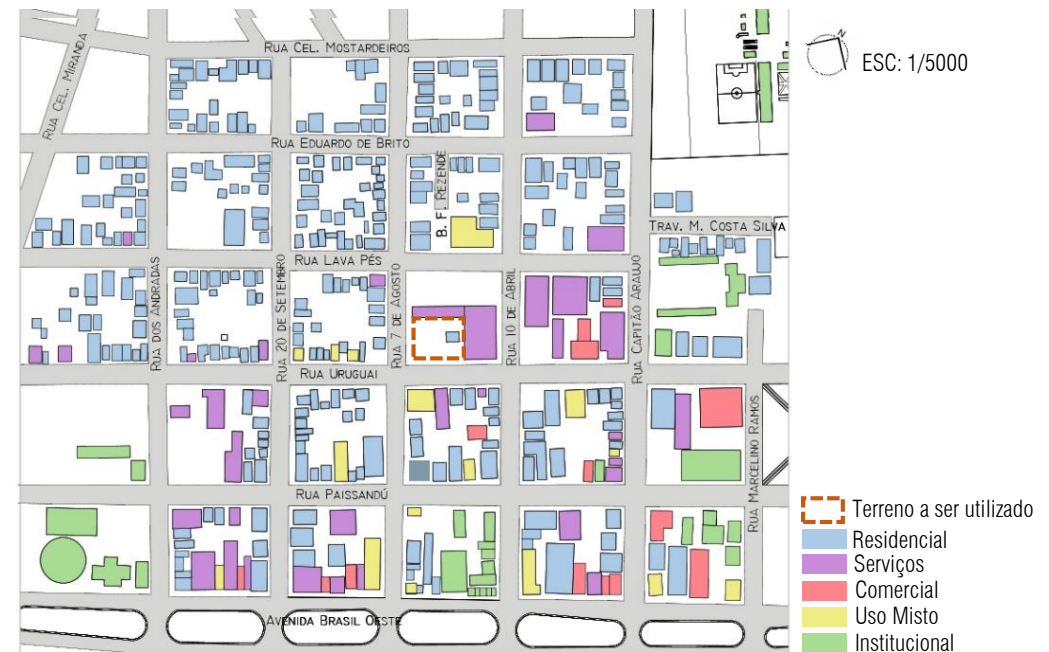 RUA CEL. MOSTARDEIROS
RUA CEL. MIRANDA
N
ESC: 1/5000
RUA EDUARDO DE BRITO
B. F. REZENDE
TRAV. M. COSTA SILVA
RUA LAVA PÉS
RUA DOS ANDRADAS
RUA 20 DE SETEMBRO
RUA 7 DE AGOSTO
RUA 10 DE ABRIL
RUA CAPITÃO ARAUJO
RUA URUGUAI
RUA MARCELINO RAMOS
RUA PAISSANDÚ
AVENIDA BRASIL OESTE
Terreno a ser utilizado
Residencial
Serviços
Comercial
Uso Misto
Institucional